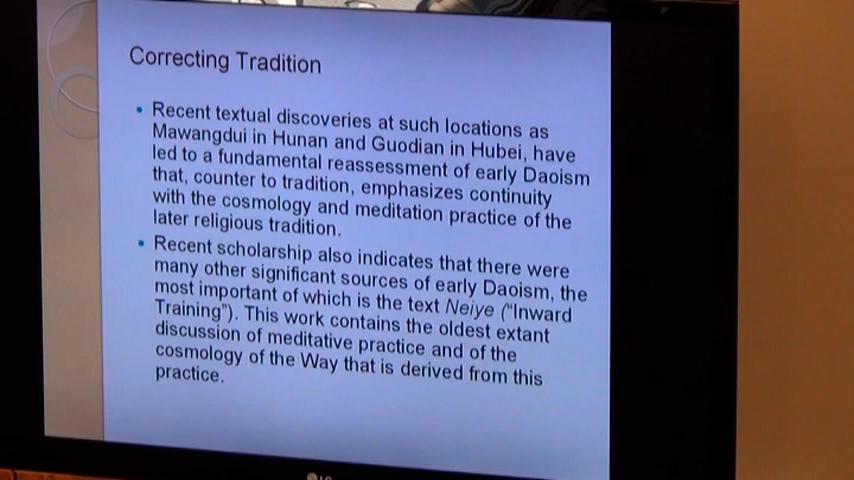 Correcting Tradition
• Recent textual discoveries at such locations as
Mawangdui in Hunan and Guodian in Hubei, have
led to a fundamental reassessment of early Daoism
that, counter to tradition, emphasizes continuity
with the cosmology and meditation practice of the
later religious tradition.
• Recent scholarship also indicates that there were
many other significant sources of early Daoism, the
most important of which is the text Neiye (“Inward
Training”). This work contains the oldest extant
discussion of meditative practice and of the
cosmology of the Way that is derived from this
practice.
LG